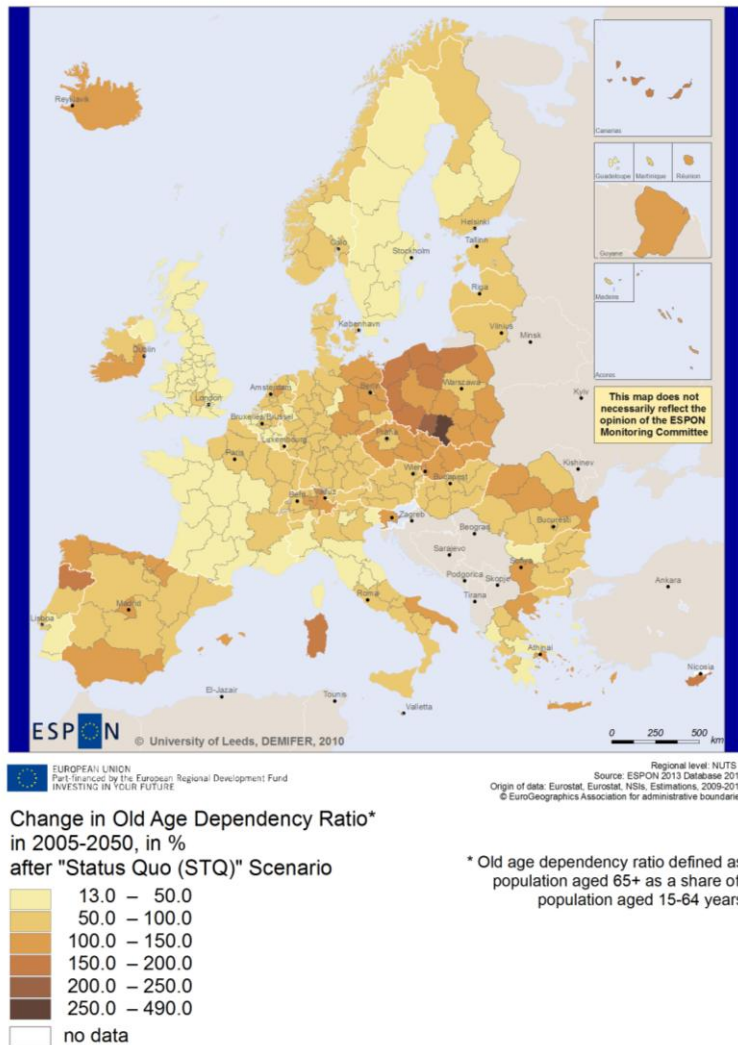 Reykjavik
Canarias
Guadeloupe
Martinique
Réunion
Helsinki
Oslo
Tallinn
Stockholm
Guyane
Riga
Madeira
København
Dublin
Vilnius
Minsk
Acores
Amsterdam
Berlin
Warszawa
London
This map does not
necessarily reflect the
opinion of the ESPON
Monitoring Committee
Bruxelles/Brussel
Kyiv
Luxembourg
Praha
Paris
Kishinev
Wien
Budapest
Bern
Vaduz
Zagreb
Bucuresti
Beograd
Sarajevo
Sofiya
Podgorica
Skopje
Roma
Ankara
Tirana
Madrid
Lisboa
Athinai
El-Jazair
Tounis
Nicosia
Valletta
ESPON
© University of Leeds, DEMIFER, 2010
0 250 500
km
EUROPEAN UNION
Part-financed by the European Regional Development Fund
INVESTING IN YOUR FUTURE
Regional level: NUTS
Source: ESPON 2013 Database 201
Origin of data: Eurostat, Eurostat, NSIs, Estimations, 2009-201
© EuroGeographics Association for administrative boundarie
Change in Old Age Dependency Ratio*
in 2005-2050, in %
after "Status Quo (STQ)" Scenario
13.0 – 50.0
50.0 – 100.0
100.0 – 150.0
150.0 – 200.0
200.0 – 250.0
250.0 – 490.0
no data
* Old age dependency ratio defined as
population aged 65+ as a share of
population aged 15-64 years